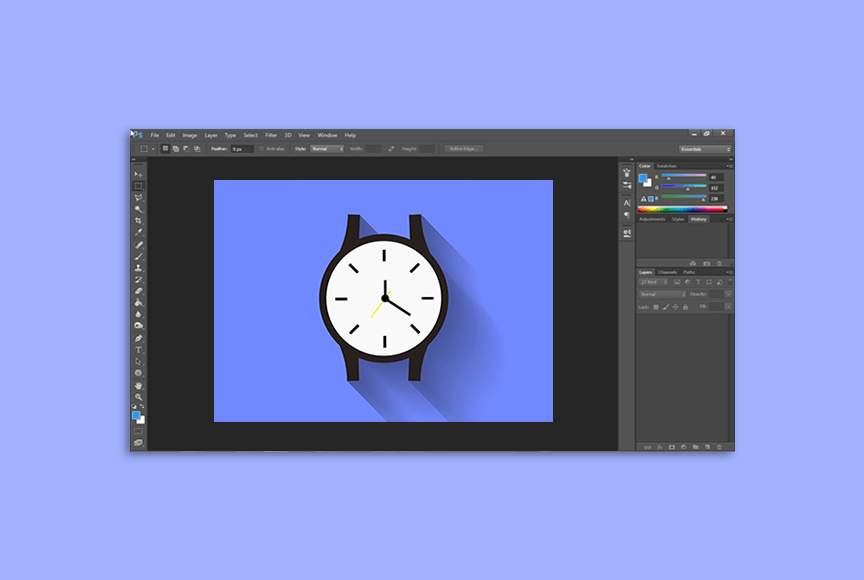 Ps File Edit Image Layer Type Select Filter 3D View Window Help
Feather: 0 px Anti-alias Style: Normal Width: Height: Refine Edge... Essentials
Color Swatches
R 40
G 152
B 238
Adjustments Styles History
Layers Channels Paths
Kind
Normal Opacity:
Lock: Fill: